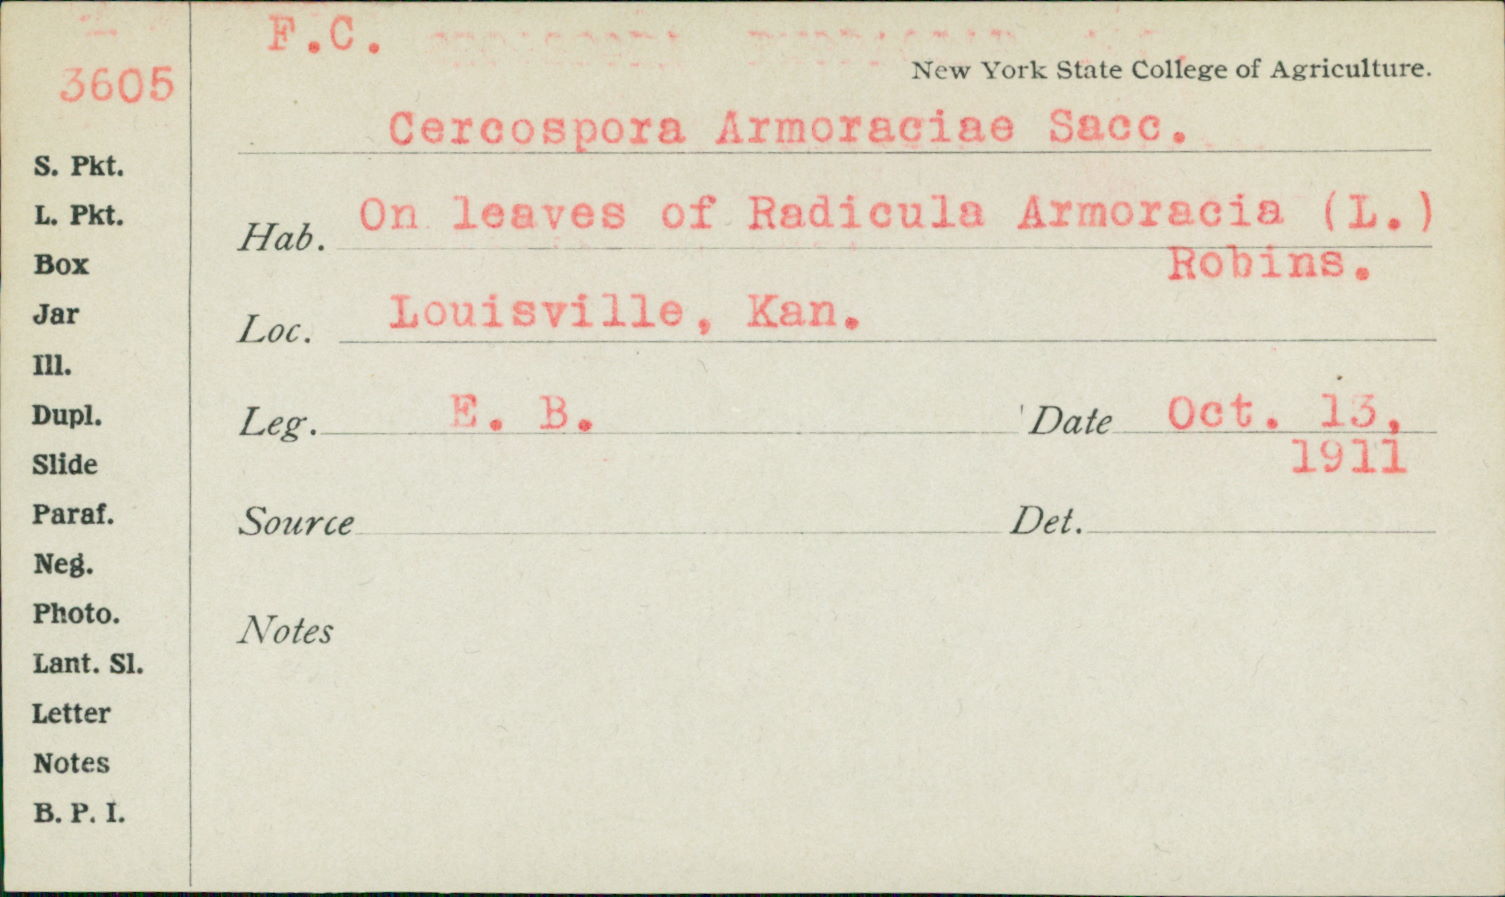 F.C.
New York State College of Agriculture.
3605
Cercospora Armoraciae Sacc.
Hab. On leaves of Radicula Armoracia (L.)
Robins.
Loc. Louisville, Kan.
Leg. E. B. Date Oct. 13,
1911
Source Det.
Notes
S. Pkt.
L. Pkt.
Box
Jar
Ill.
Dupl.
Slide
Paraf.
Neg.
Photo.
Lant. Sl.
Letter
Notes
B. P. I.